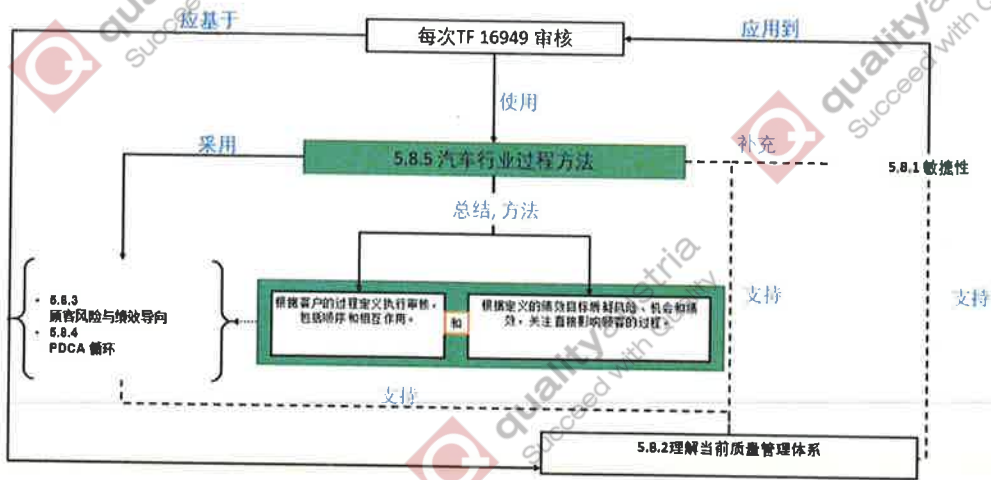 应基于
每次TF 16949 审核
应用到
使用
采用
5.8.5 汽车行业过程方法
补充
5.8.1 敏捷性
总结, 方法
5.8.3
顾客风险与绩效导向
5.8.4
PDCA 循环
根据客户的过程定义执行审核，
包括顺序和相互作用。
和
根据定义的绩效目标质疑风险、机会和绩
效，关注直接影响顾客的过程。
支持
支持
支持
5.8.2理解当前质量管理体系
qualityaustria
Succeed with Quality